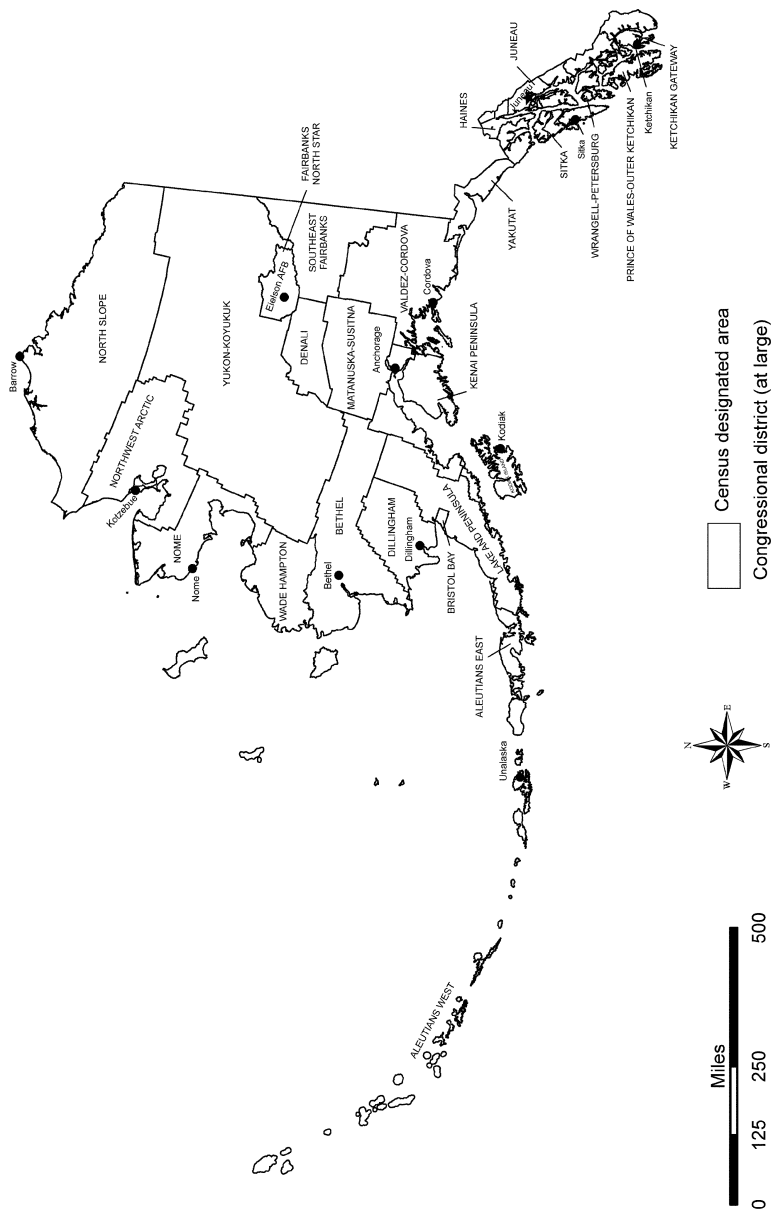 Barrow
NORTH SLOPE
NORTHWEST ARCTIC
Kotzebue
YUKON-KOYUKUK
NOME
Nome
FAIRBANKS
NORTH STAR
Eielson AFB
SOUTHEAST
FAIRBANKS
DENALI
WADE HAMPTON
BETHEL
Bethel
MATANUSKA-SUSITNA
Anchorage
VALDEZ-CORDOVA
Cordova
DILLINGHAM
Dillingham
BRISTOL BAY
LAKE AND PENINSULA
KENAI PENINSULA
Kodiak
ALEUTIANS EAST
Unalaska
ALEUTIANS WEST
YAKUTAT
HAINES
JUNEAU
Juneau
SITKA
Sitka
WRANGELL-PETERSBURG
PRINCE OF WALES-OUTER KETCHIKAN
Ketchikan
KETCHIKAN GATEWAY
N
E
S
W
Miles
0 125 250 500
Census designated area
Congressional district (at large)